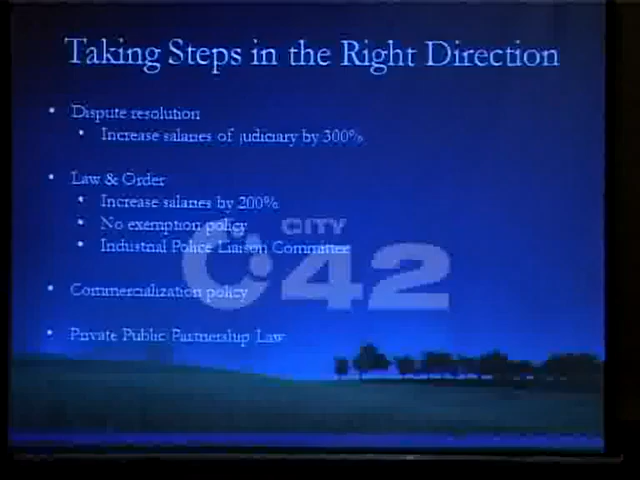 Taking Steps in the Right Direction
• Dispute resolution
• Increase salaries of judiciary by 300%
• Law & Order
• Increase salaries by 200%
• No exemption policy
• Industrial Police Liaison Committee
CITY
42
• Commercialization policy
• Private Public Partnership Law